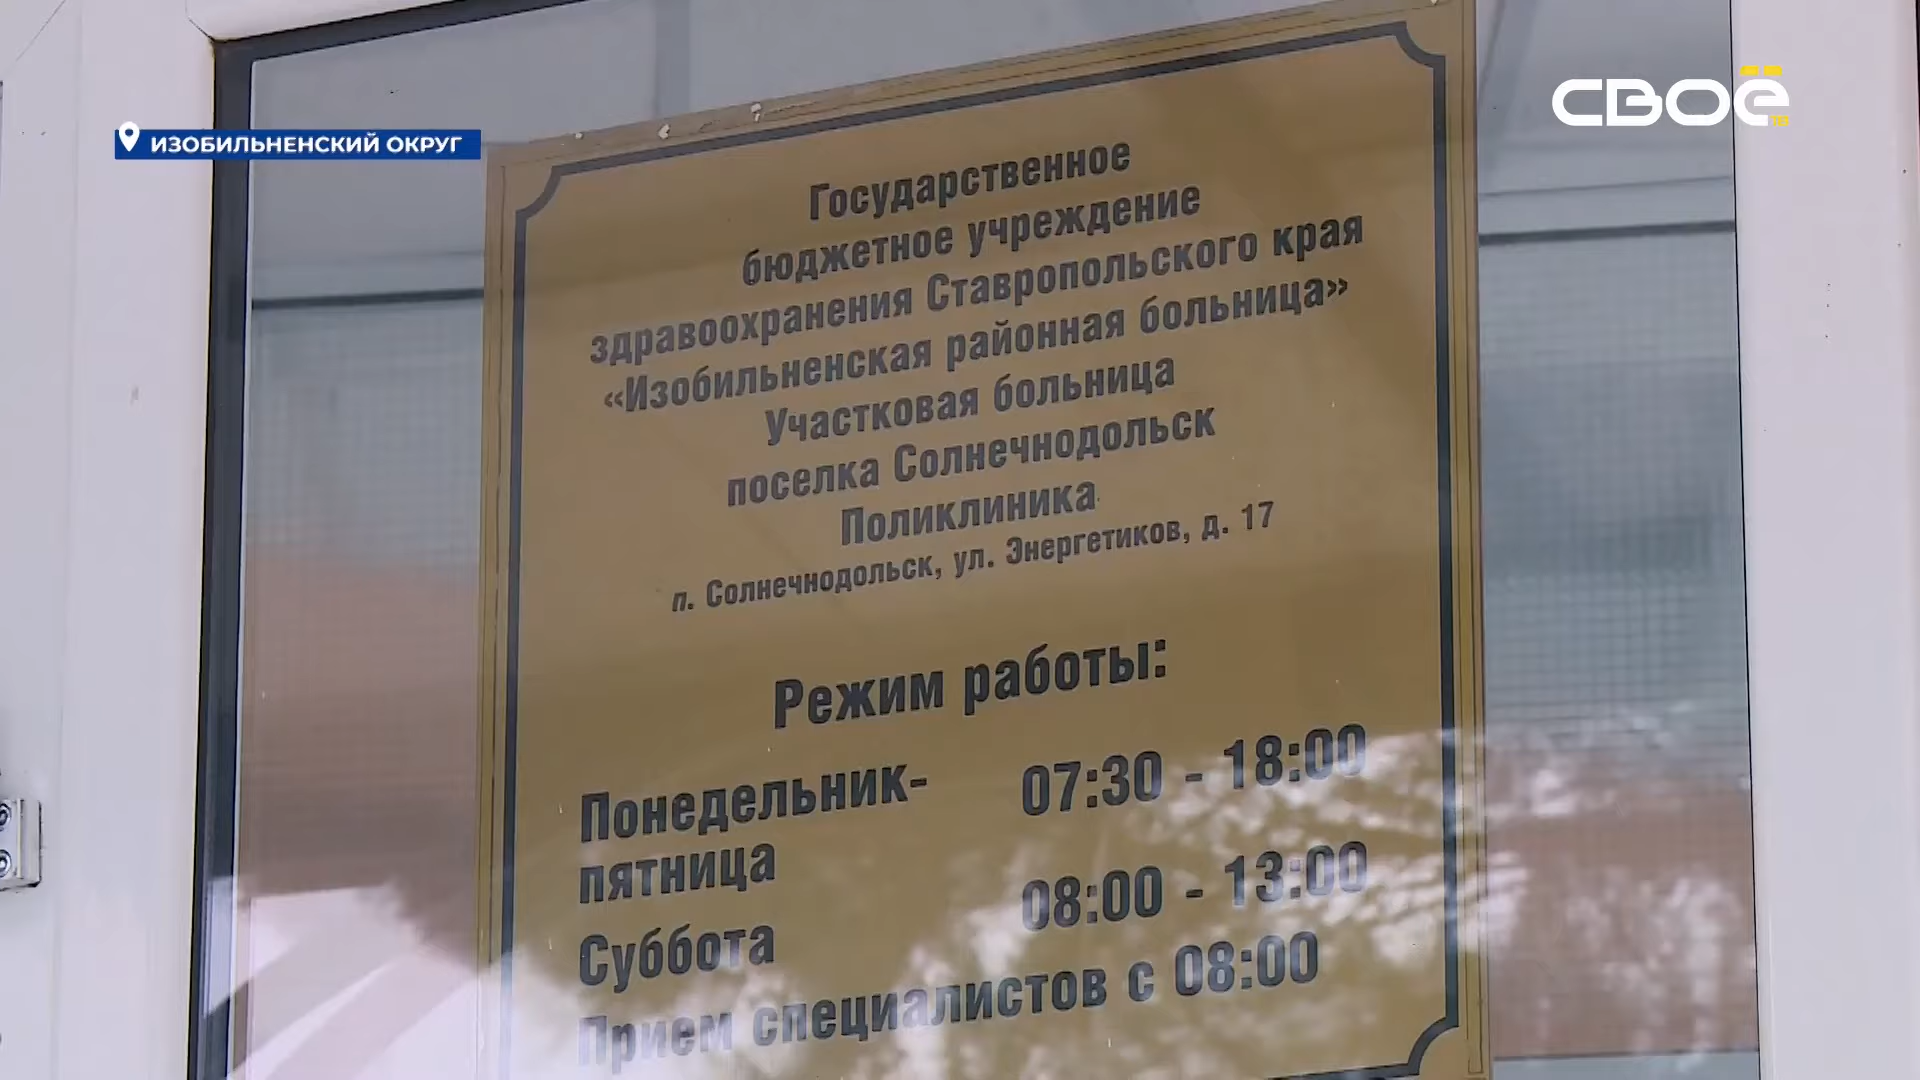 ИЗОБИЛЬНЕНСКИЙ ОКРУГ
СВОЁ
ТВ
Государственное
бюджетное учреждение
здравоохранения Ставропольского края
«Изобильненская районная больница»
Участковая больница
поселка Солнечнодольск
Поликлиника
п. Солнечнодольск, ул. Энергетиков, д. 17
Режим работы:
Понедельник- 07:30 - 18:00
пятница
Суббота 08:00 - 13:00
Прием специалистов с 08:00